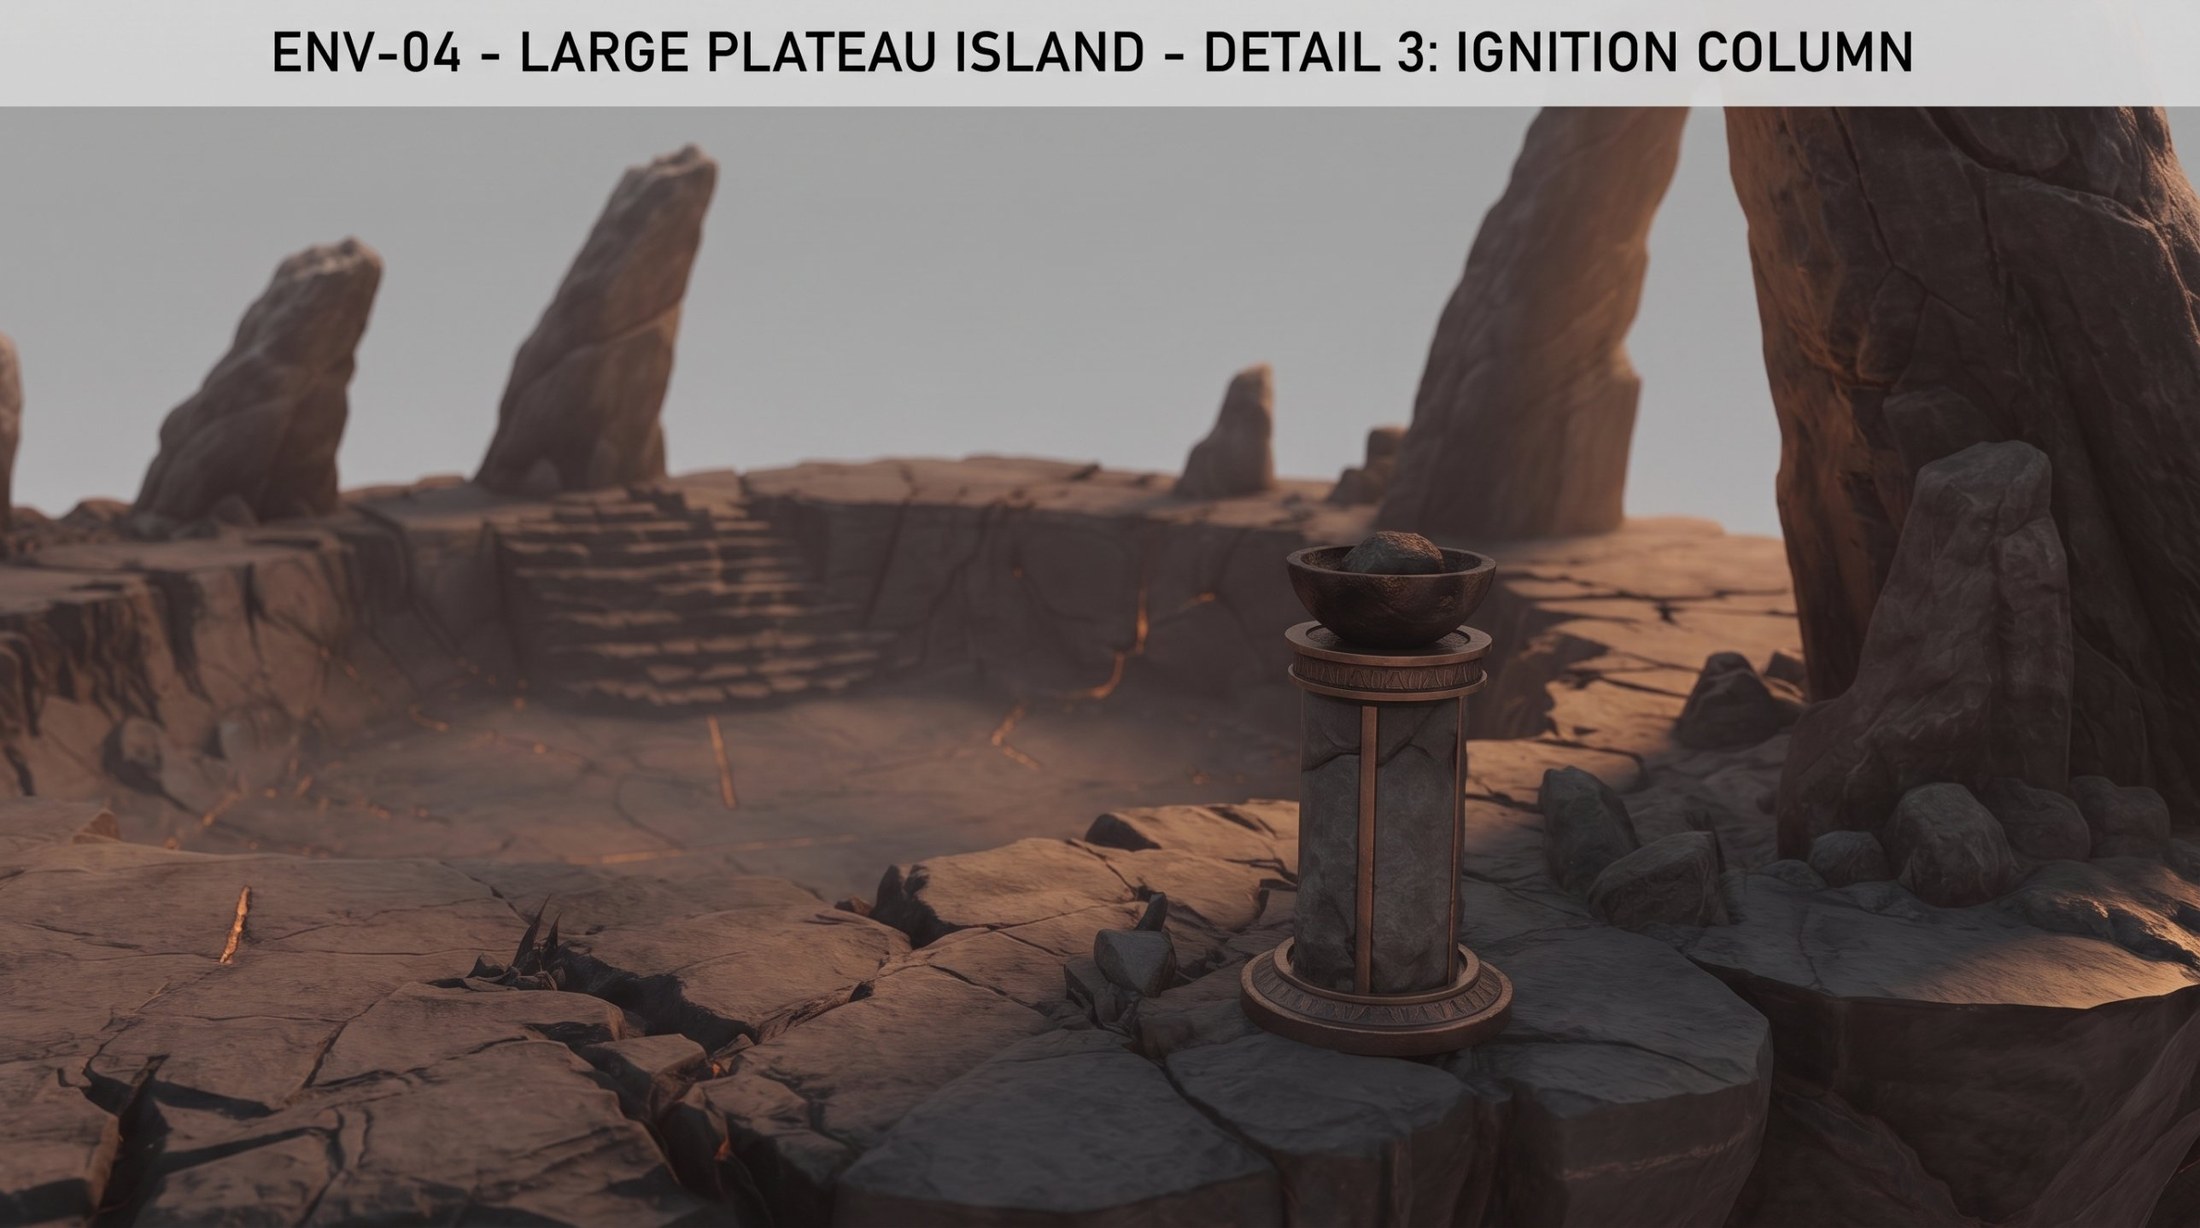 ENV-04 - LARGE PLATEAU ISLAND - DETAIL 3: IGNITION COLUMN